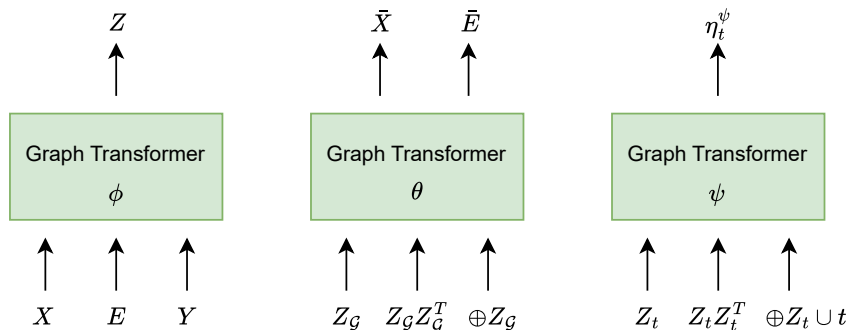 Z X̄ Ē η_t^ψ
Graph Transformer Graph Transformer Graph Transformer
ϕ θ ψ
X E Y Z_𝒢 Z_𝒢Z_𝒢^T ⊕Z_𝒢 Z_t Z_tZ_t^T ⊕Z_t ∪ t